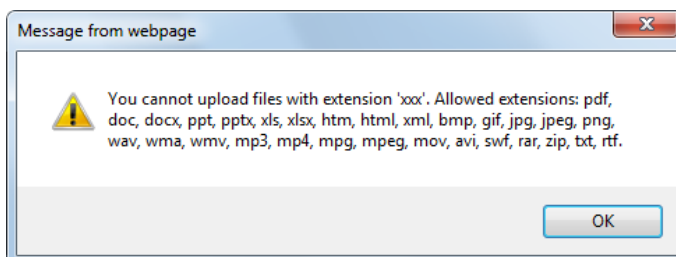 Message from webpage
You cannot upload files with extension 'xxx'. Allowed extensions: pdf,
doc, docx, ppt, pptx, xls, xlsx, htm, html, xml, bmp, gif, jpg, jpeg, png,
wav, wma, wmv, mp3, mp4, mpg, mpeg, mov, avi, swf, rar, zip, txt, rtf.
OK